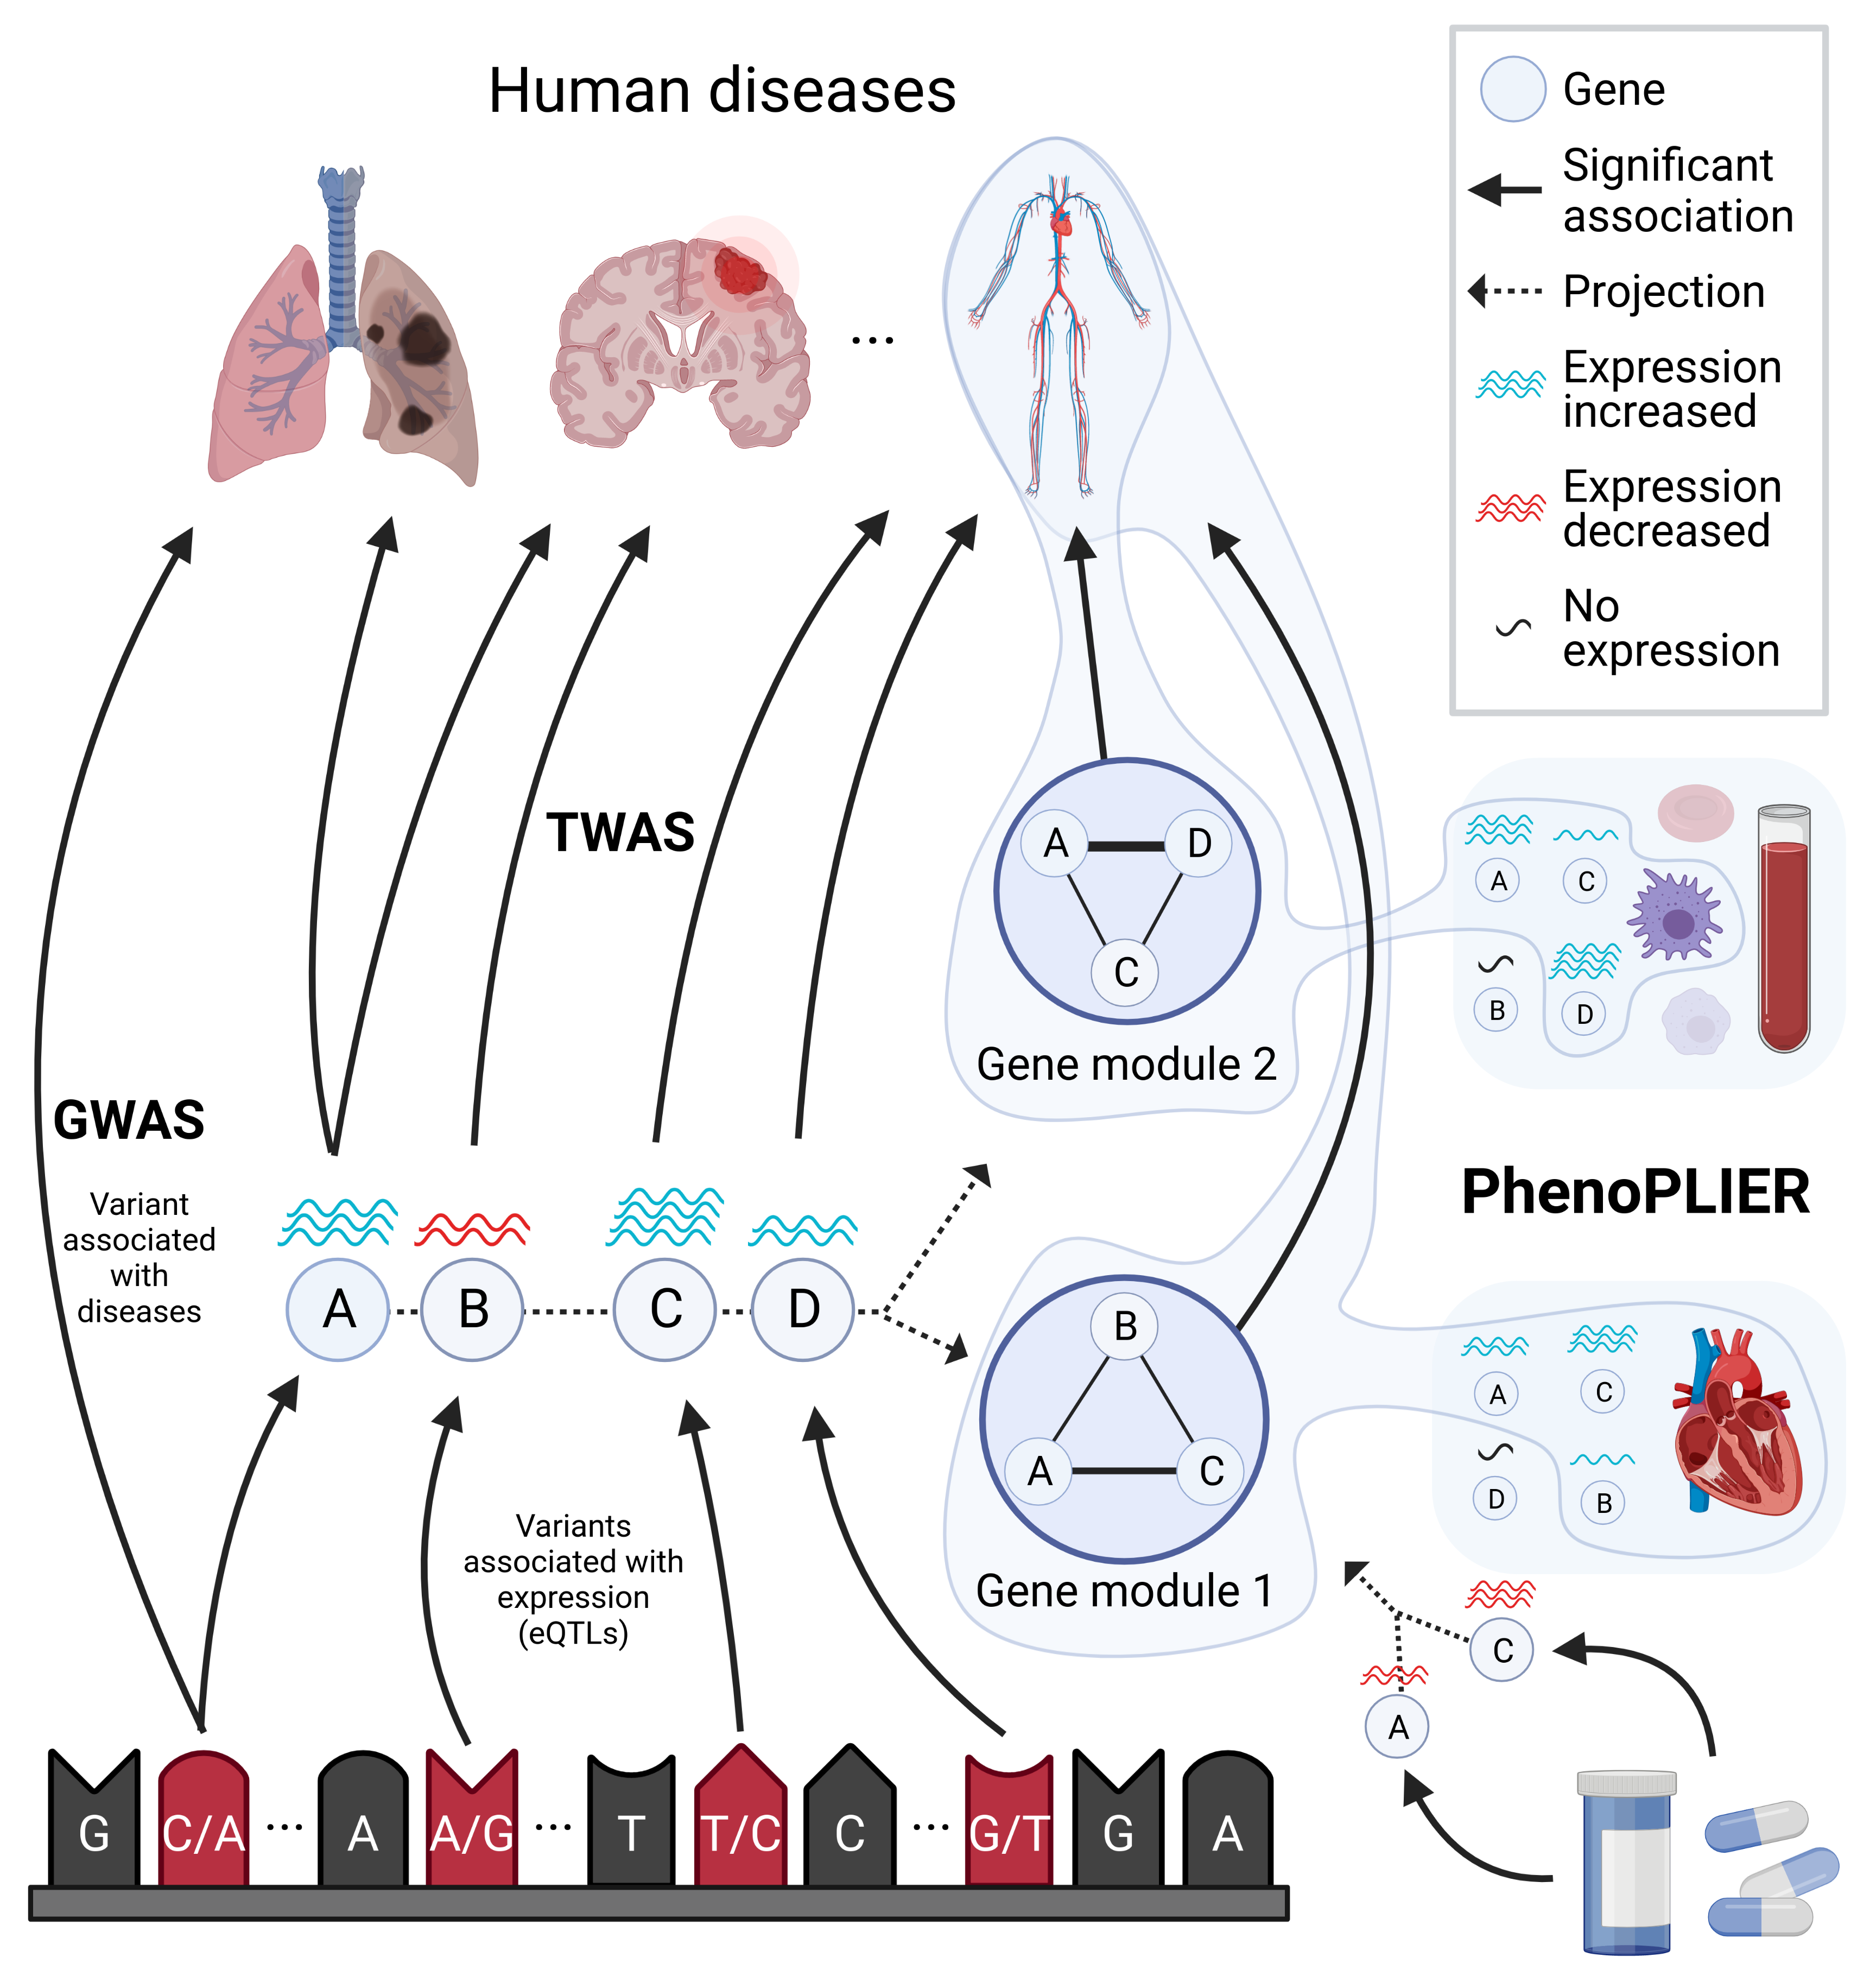 Human diseases
Gene
Significant
association
Projection
Expression
increased
Expression
decreased
No
expression
...
TWAS
A
D
C
Gene module 2
A
C
B
D
GWAS
Variant
associated
with
diseases
PhenoPLIER
A
B
C
D
B
A
C
Gene module 1
A
C
D
B
Variants
associated with
expression
(eQTLs)
C
A
G C/A ... A A/G ... T T/C C ... G/T G A